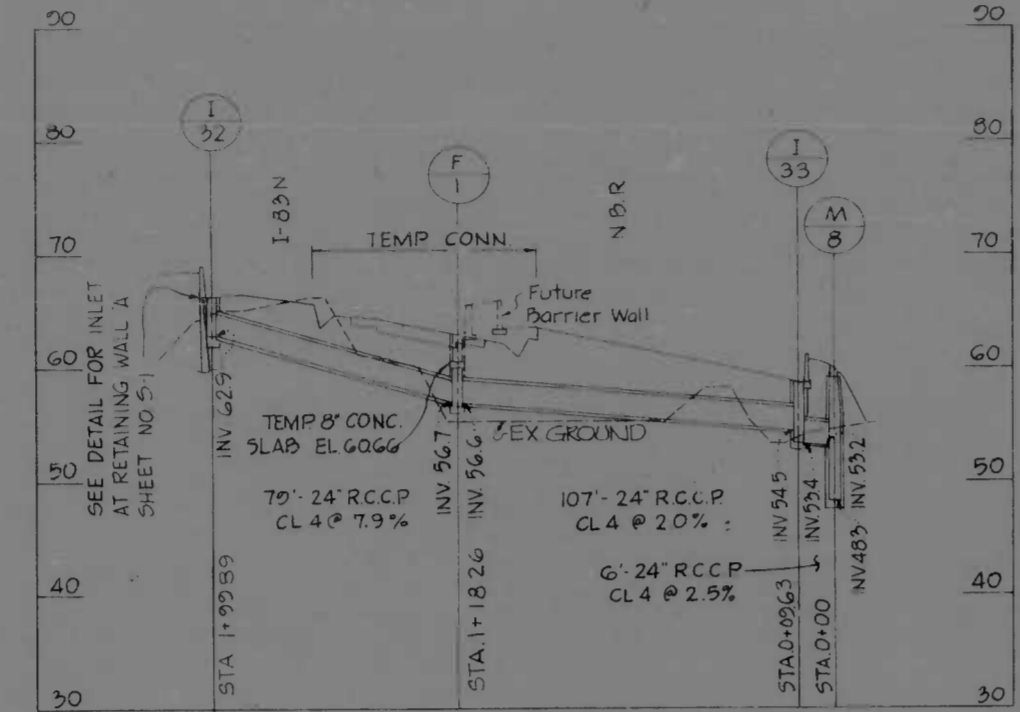 90
90
80
80
70
70
60
60
50
50
40
40
30
30
I
32
F
1
I
33
M
8
I-83N
N.B.R
TEMP CONN.
Future
Barrier Wall
SEE DETAIL FOR INLET
AT RETAINING WALL 'A'
SHEET NO S-1
INV 62.9
TEMP 8" CONC.
SLAB EL. 60.66
INV. 56.7
INV. 56.6
EX GROUND
79'- 24" R.C.C.P
CL 4 @ 7.9%
107'- 24" R.C.C.P.
CL 4 @ 2.0%
6'- 24" RCCP
CL 4 @ 2.5%
INV 54.5
INV. 53.4
INV 48.3
INV. 53.2
STA 1+99.89
STA. 1+18.26
STA. 0+09.63
STA. 0+00